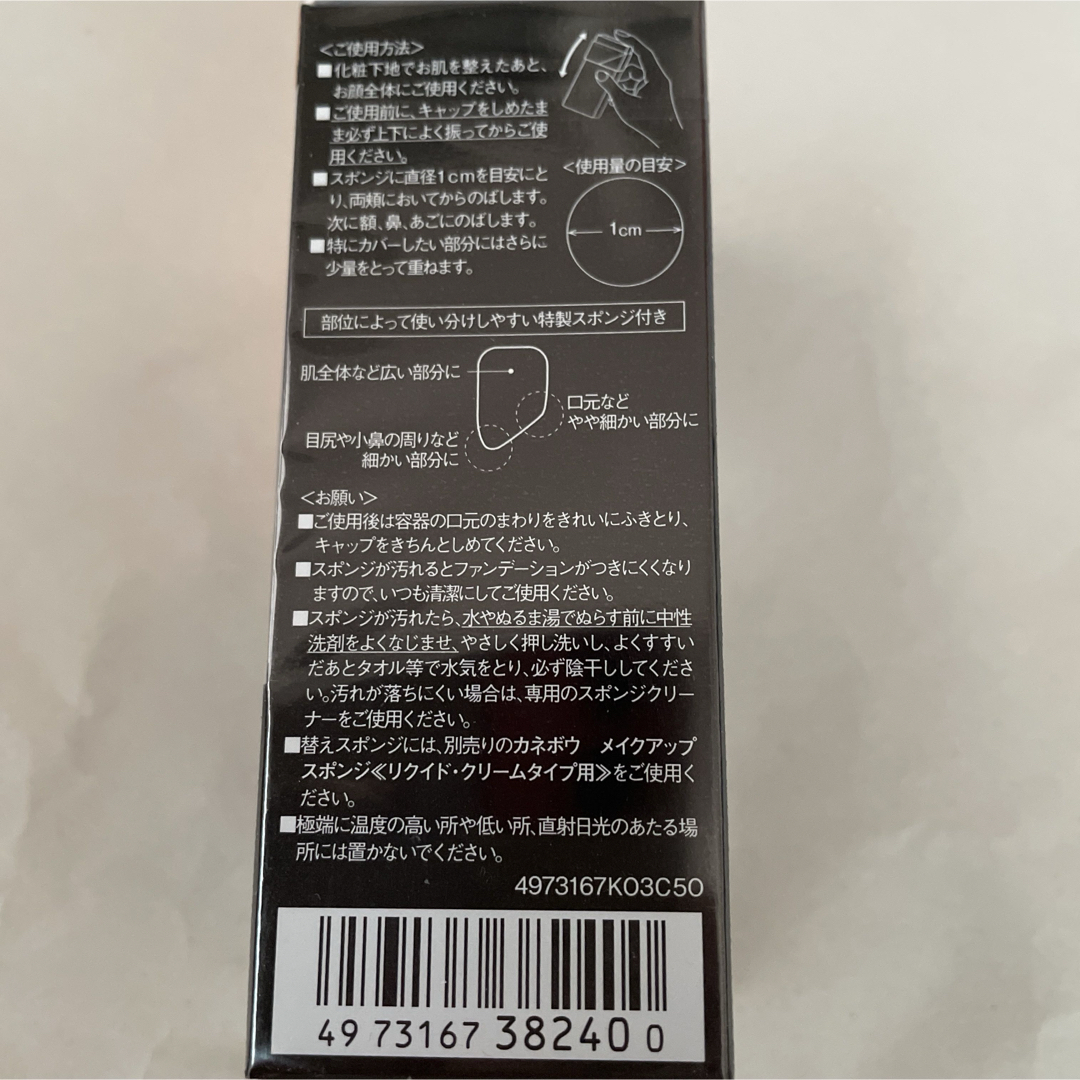 <ご使用方法>
■化粧下地でお肌を整えたあと、
お顔全体にご使用ください。
■ご使用前に、キャップをしめたま
ま必ず上下によく振ってからご使
用ください。
■スポンジに直径1cmを目安にと
り、両頬においてからのばします。
次に額、鼻、あごにのばします。
■特にカバーしたい部分にはさらに
少量をとって重ねます。
<使用量の目安>
1cm
部位によって使い分けしやすい特製スポンジ付き
肌全体など広い部分に
口元など
やや細かい部分に
目尻や小鼻の周りなど
細かい部分に
<お願い>
■ご使用後は容器の口元のまわりをきれいにふきとり、
キャップをきちんとしめてください。
■スポンジが汚れるとファンデーションがつきにくくなり
ますので、いつも清潔にしてご使用ください。
■スポンジが汚れたら、水やぬるま湯でぬらす前に中性
洗剤をよくなじませ、やさしく押し洗いし、よくすすい
だあとタオル等で水気をとり、必ず陰干ししてくださ
い。汚れが落ちにくい場合は、専用のスポンジクリー
ナーをご使用ください。
■替えスポンジには、別売りのカネボウ メイクアップ
スポンジ≪リクイド・クリームタイプ用≫をご使用く
ださい。
■極端に温度の高い所や低い所、直射日光のあたる場
所には置かないでください。
4973167K03C50
49 73167 38240 0